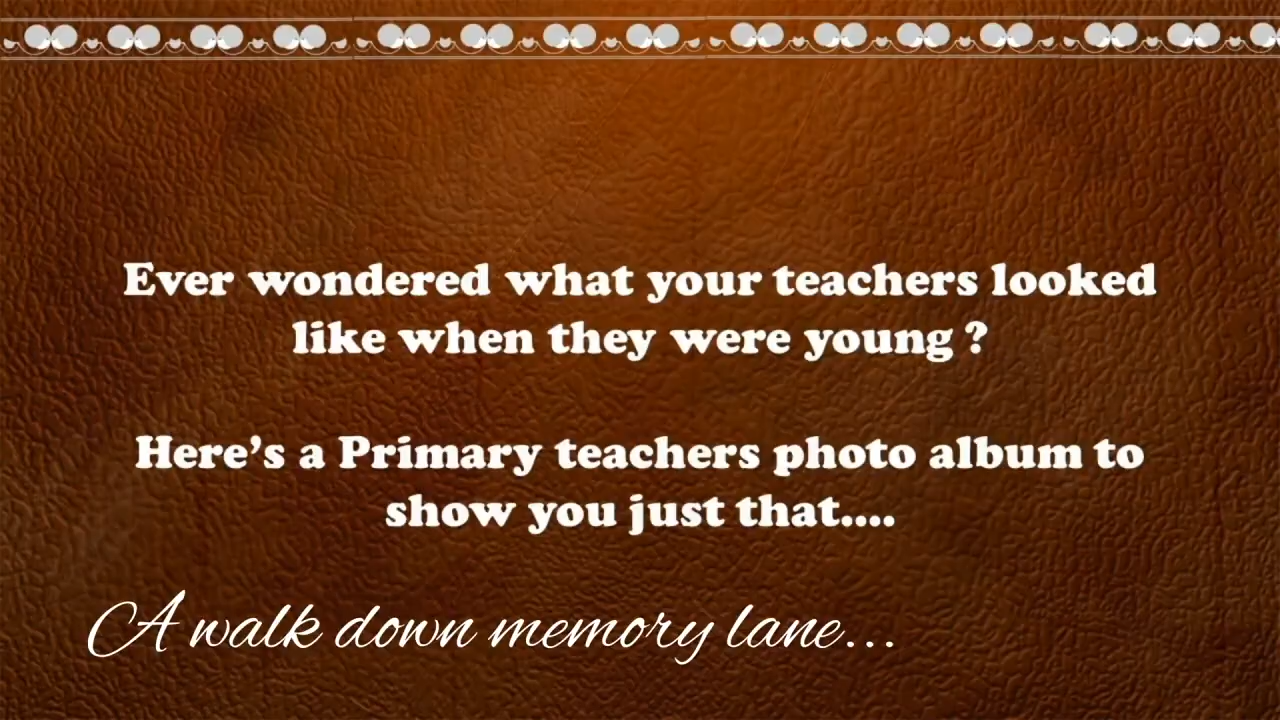 Ever wondered what your teachers looked
like when they were young ?
Here's a Primary teachers photo album to
show you just that....
A walk down memory lane...